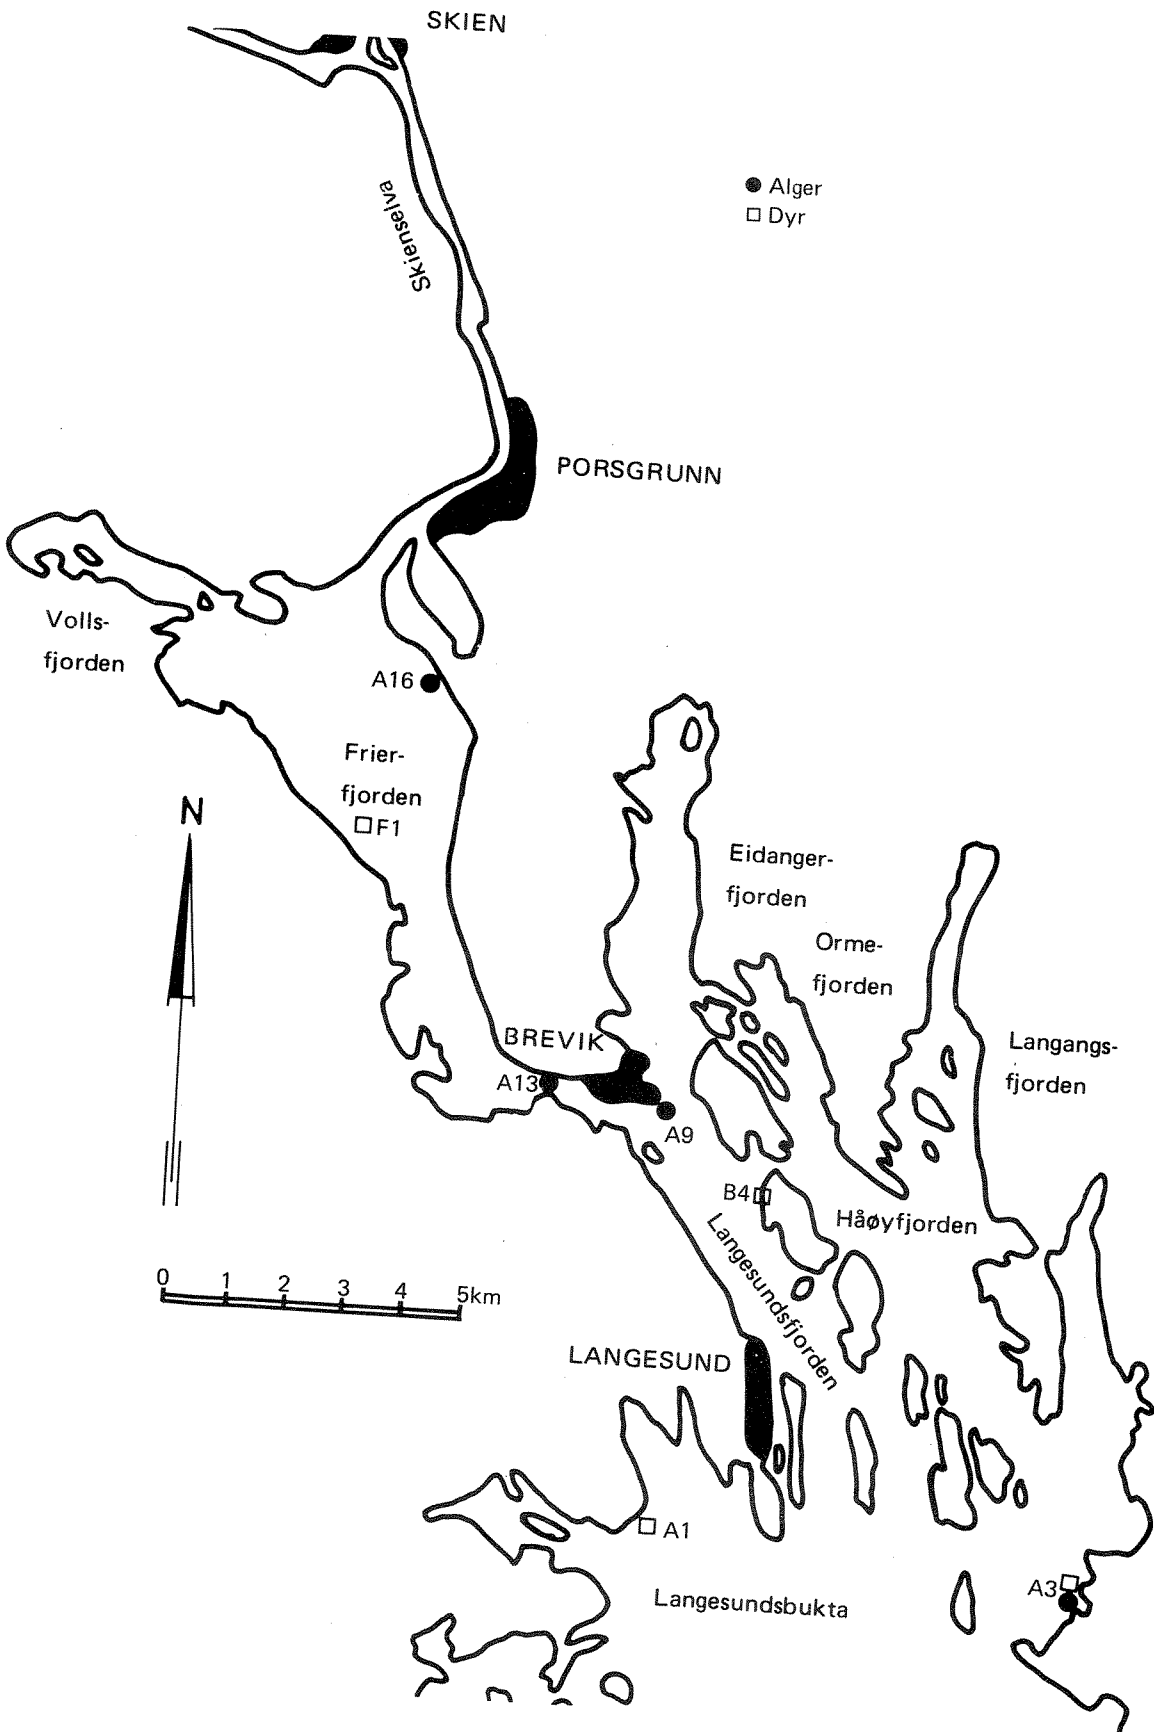 SKIEN
Alger
Dyr
Skienselva
PORSGRUNN
Volls-
fjorden
A16
Frier-
fjorden
F1
N
Eidanger-
fjorden
Orme-
fjorden
Langangs-
fjorden
BREVIK
A13
A9
B4
Håøyfjorden
Langesundsfjorden
0 1 2 3 4 5km
LANGESUND
A1
A3
Langesundsbukta